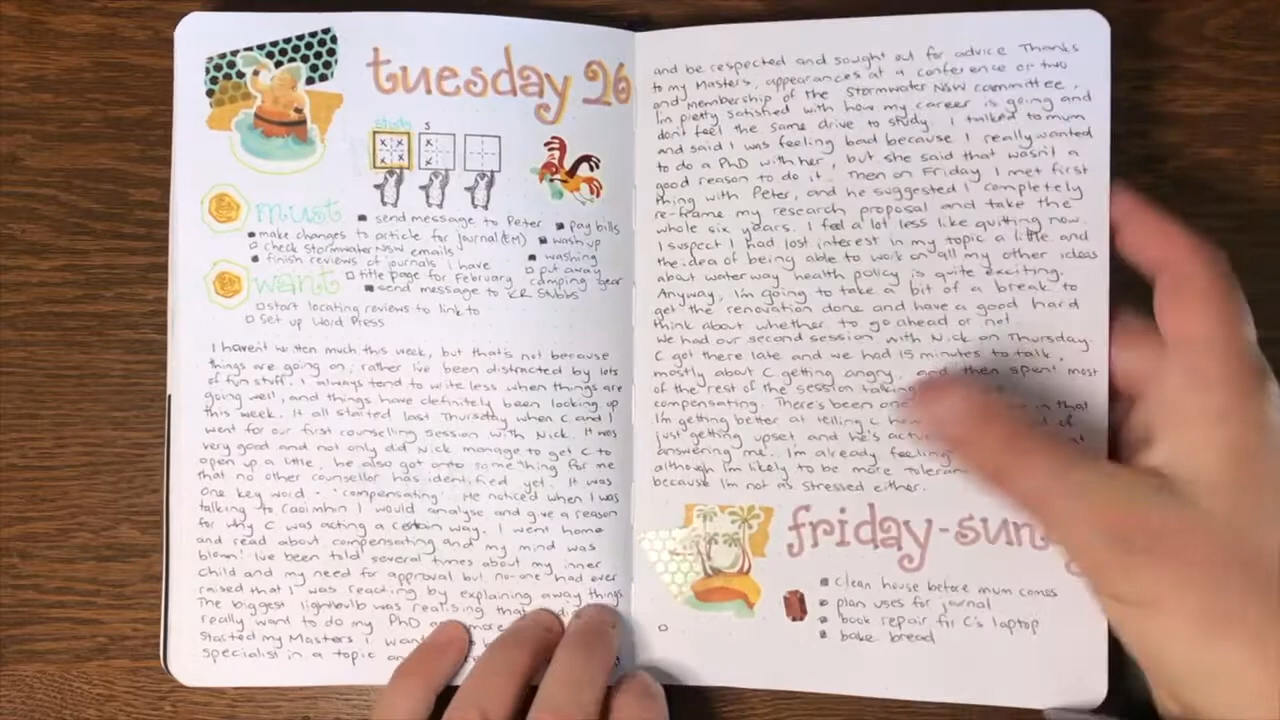 tuesday 26
study s
must
■ send message to Peter ■ pay bills
■ make changes to article for journal (EM) ■ wash up
□ check Stormwater NSW emails ■ washing
■ finish reviews of journals I have □ put away camping gear
want
□ title page for February
■ send message to KR Stubbs
□ start locating reviews to link to
□ set up Word Press
I haven't written much this week, but that's not because
things are going on; rather I've been distracted by lots
of fun stuff. I always tend to write less when things are
going well, and things have definitely been looking up
this week. It all started last Thursday when C and I
went for our first counselling session with Nick. It was
very good and not only did Nick manage to get C to
open up a little, he also got onto something for me
that no other counsellor has identified yet. It was
one key word - 'compensating'. He noticed when I was
talking to Caoimhin I would analyse and give a reason
for why C was acting a certain way. I went home
and read about compensating and my mind was
blown! I've been told several times about my inner
child and my need for approval but no-one had ever
raised that I was reacting by explaining away things
The biggest lightbulb was realising that
really want to do my PhD more
started my Masters I
specialist in a topic
and be respected and sought out for advice Thanks
to my Masters, appearances at a conference or two
and membership of the Stormwater NSW committee,
I'm pretty satisfied with how my career is going and
don't feel the same drive to study. I talked to mum
and said I was feeling bad because I really wanted
to do a PhD with her, but she said that wasn't a
good reason to do it. Then on Friday I met first
thing with Peter, and he suggested I completely
re-frame my research proposal and take the
whole six years. I feel a lot less like quitting now.
I suspect I had lost interest in my topic a little and
the idea of being able to work on all my other ideas
about waterway health policy is quite exciting.
Anyway, I'm going to take a bit of a break to
get the renovation done and have a good hard
think about whether to go ahead or not
We had our second session with Nick on Thursday.
C got there late and we had 15 minutes to talk,
mostly about C getting angry, and then spent most
of the rest of the session talking
compensating. There's been in that
I'm getting better at telling C
just getting upset and he's
answering me. I'm already feeling
although I'm likely to be more
because I'm not as stressed either.
friday-sun
■ clean house before mum comes
■ plan uses for journal
■ book repair for C's laptop
■ bake bread